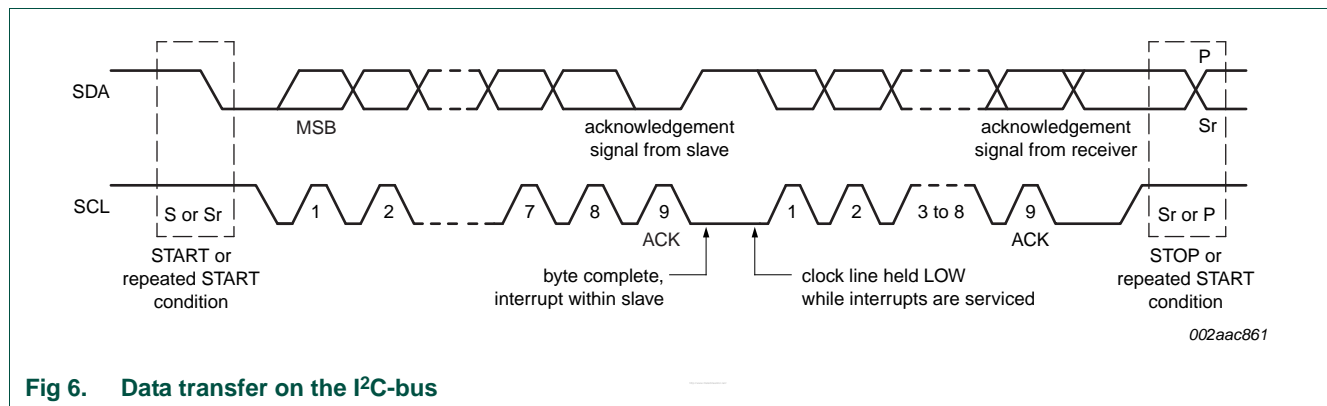 P
SDA
MSB
acknowledgement
signal from slave
acknowledgement
signal from receiver
Sr
SCL
S or Sr
1
2
7
8
9
1
2
3 to 8
9
Sr or P
ACK
ACK
START or
repeated START
condition
byte complete,
interrupt within slave
clock line held LOW
while interrupts are serviced
STOP or
repeated START
condition
002aac861
Fig 6. Data transfer on the I²C-bus